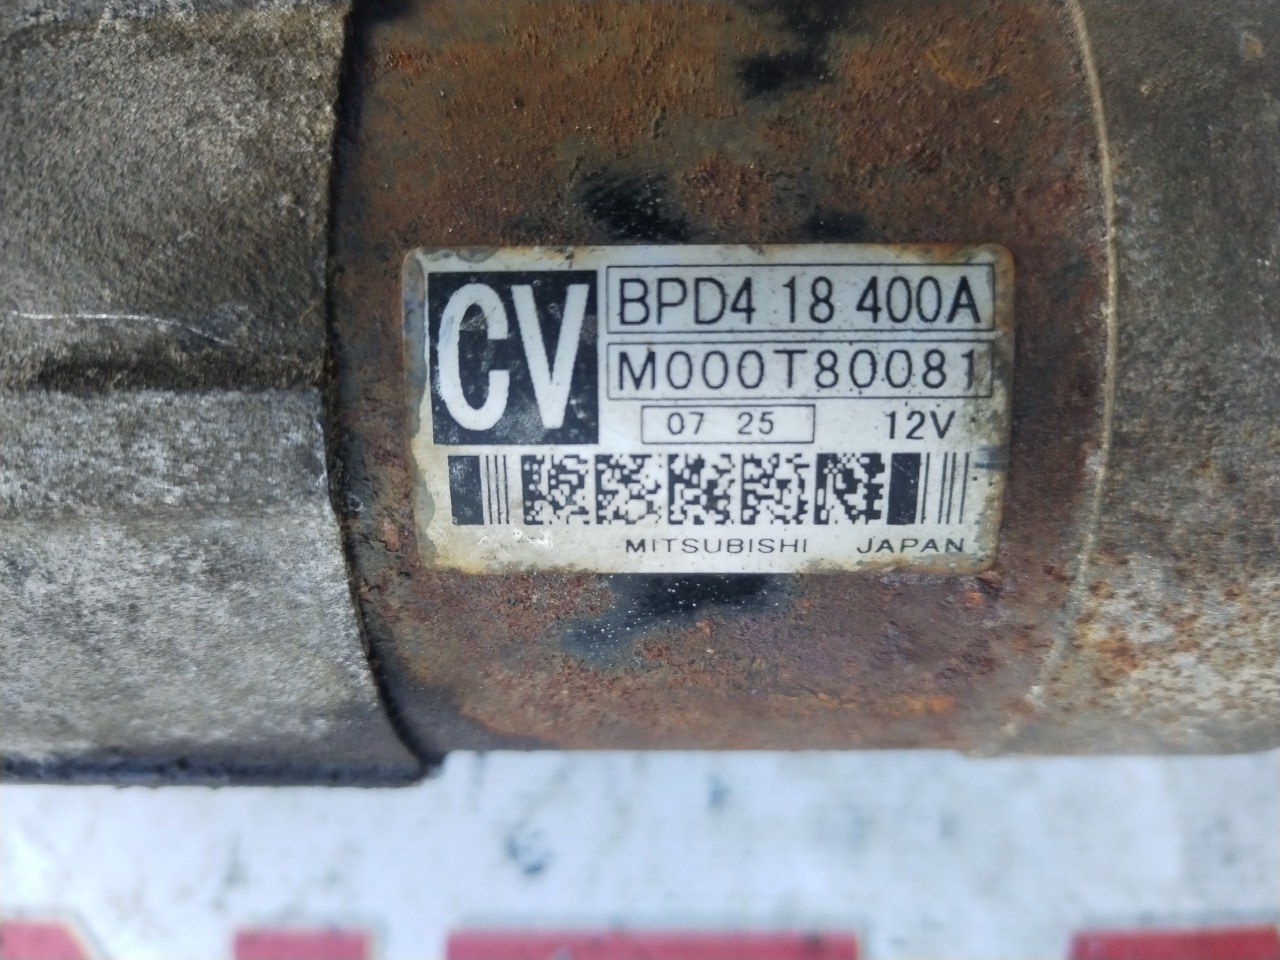 CV
BPD4 18 400A
M000T80081
07 25 12V
MITSUBISHI JAPAN